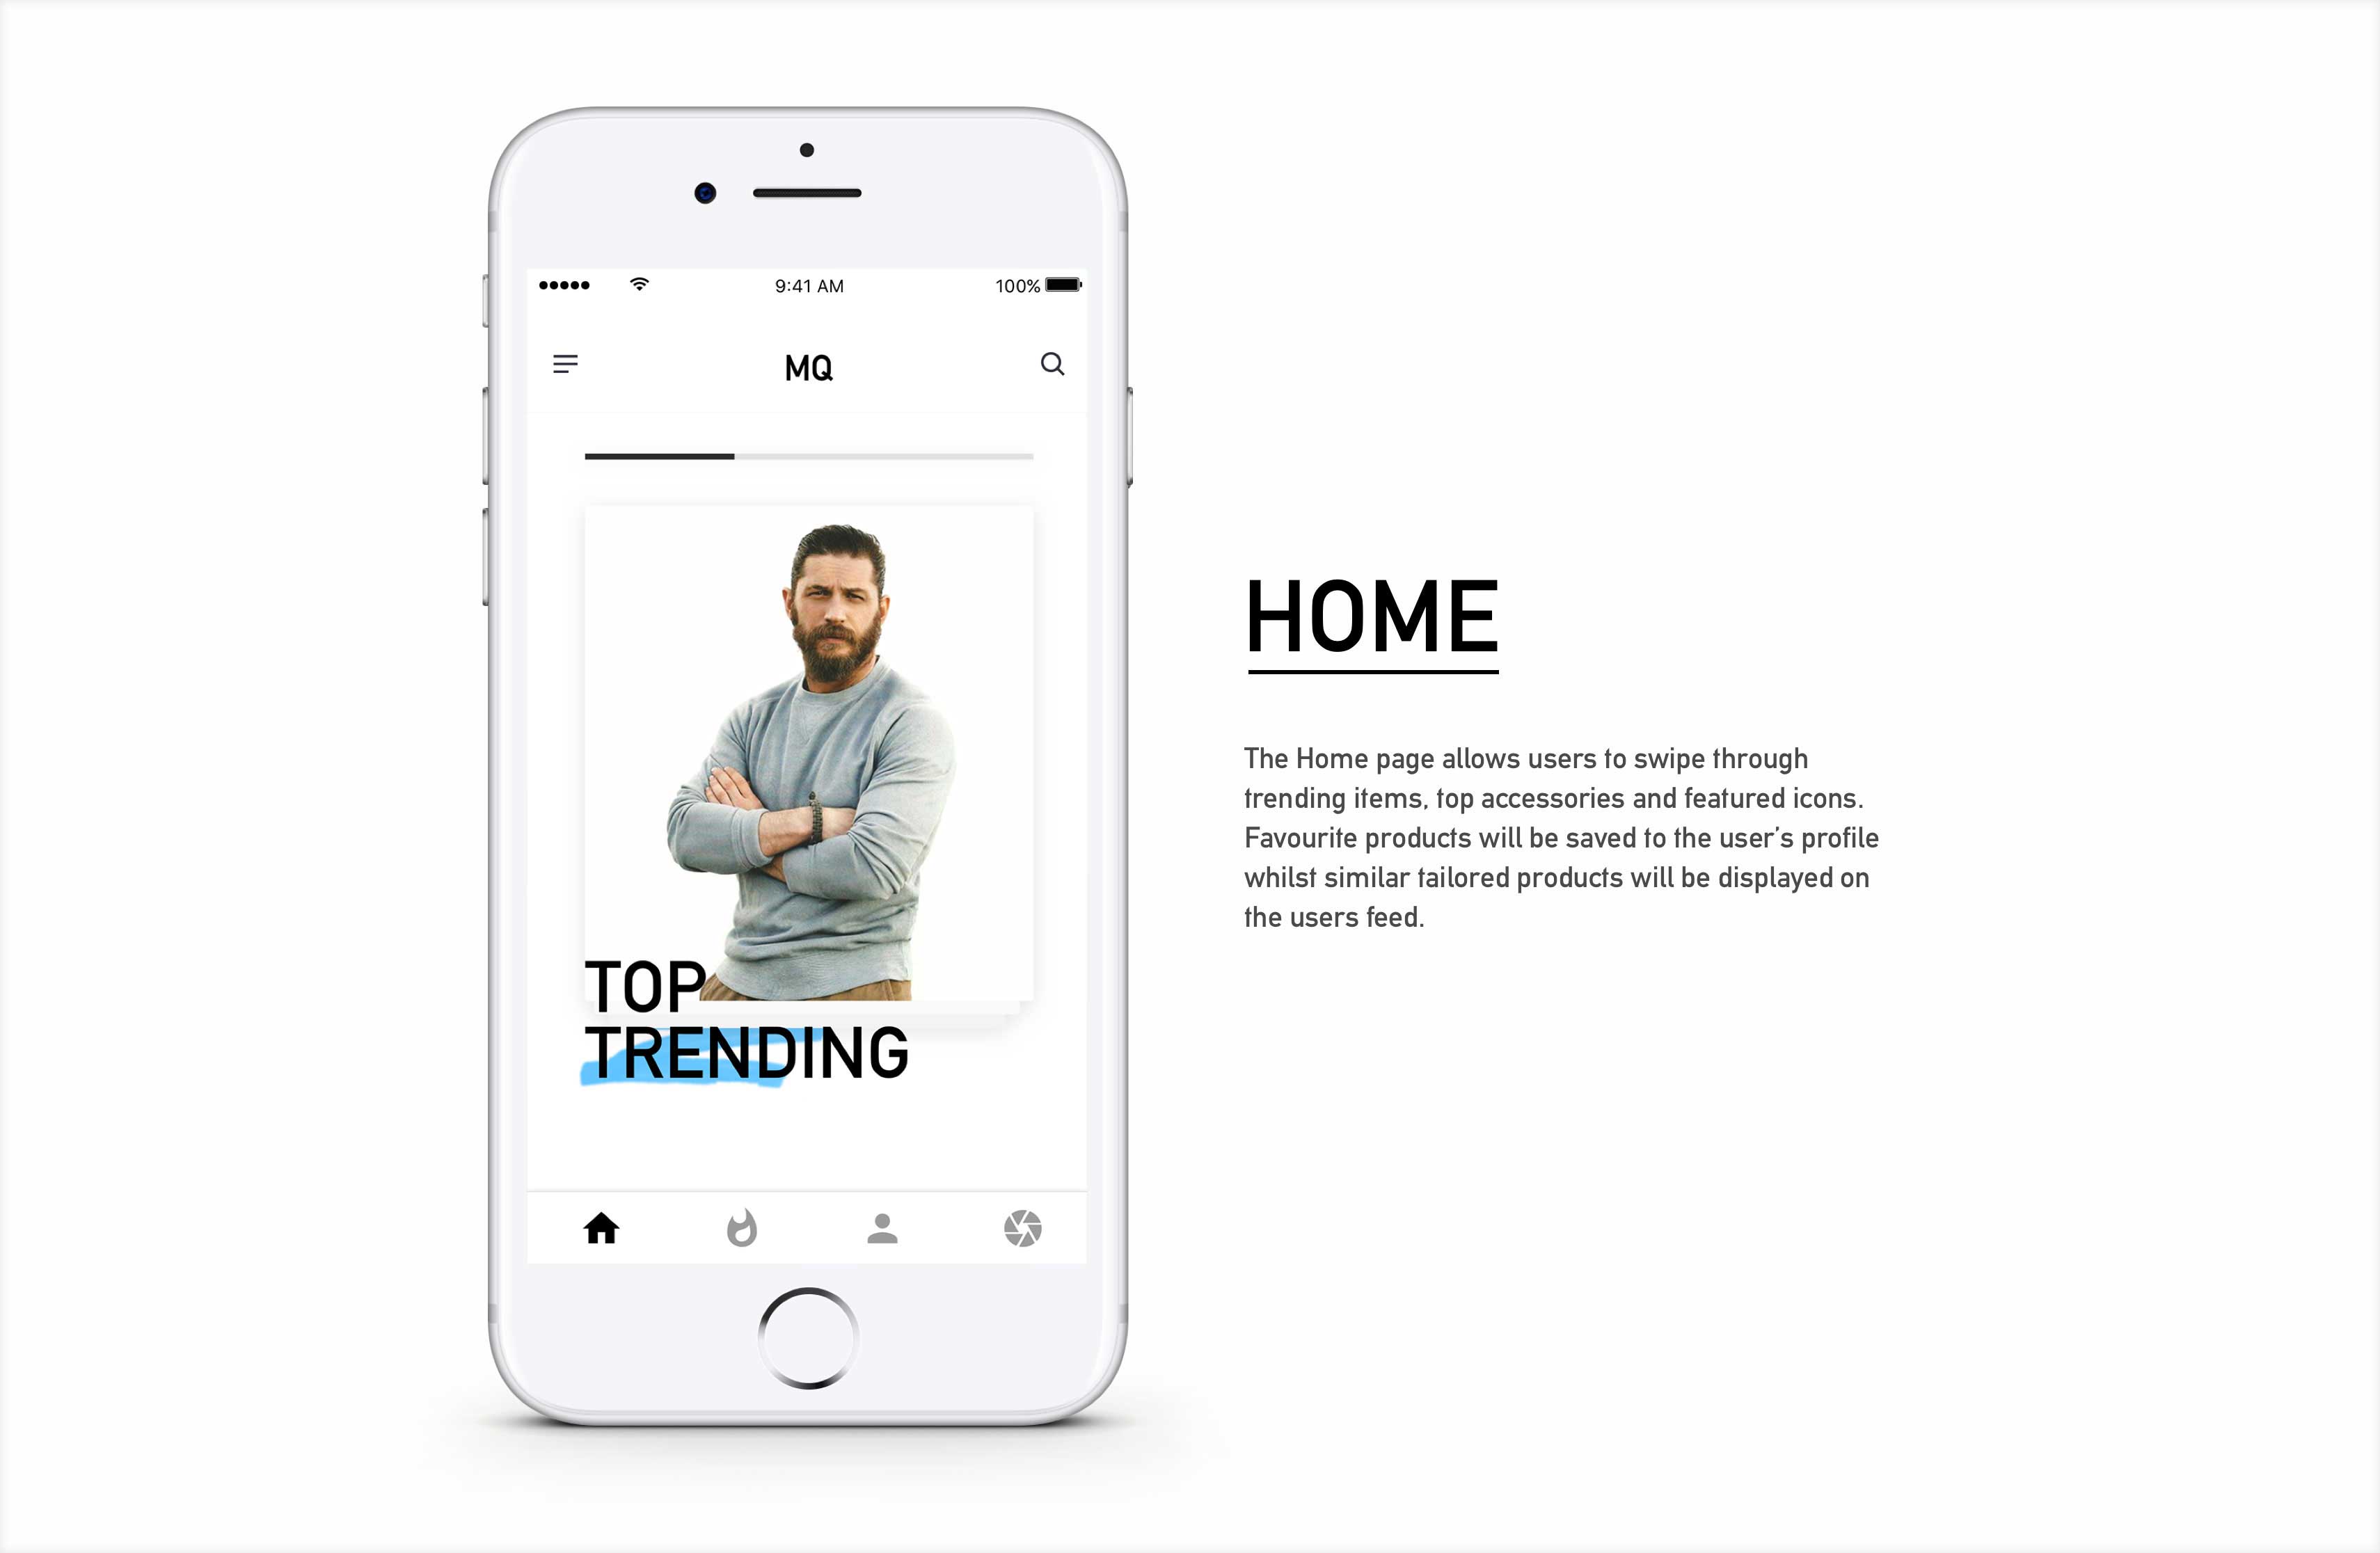 9:41 AM
100%
MQ
TOP
TRENDING
HOME
The Home page allows users to swipe through
trending items, top accessories and featured icons.
Favourite products will be saved to the user’s profile
whilst similar tailored products will be displayed on
the users feed.